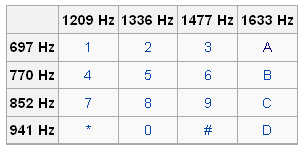 1209 Hz 1336 Hz 1477 Hz 1633 Hz
697 Hz 1 2 3 A
770 Hz 4 5 6 B
852 Hz 7 8 9 C
941 Hz * 0 # D